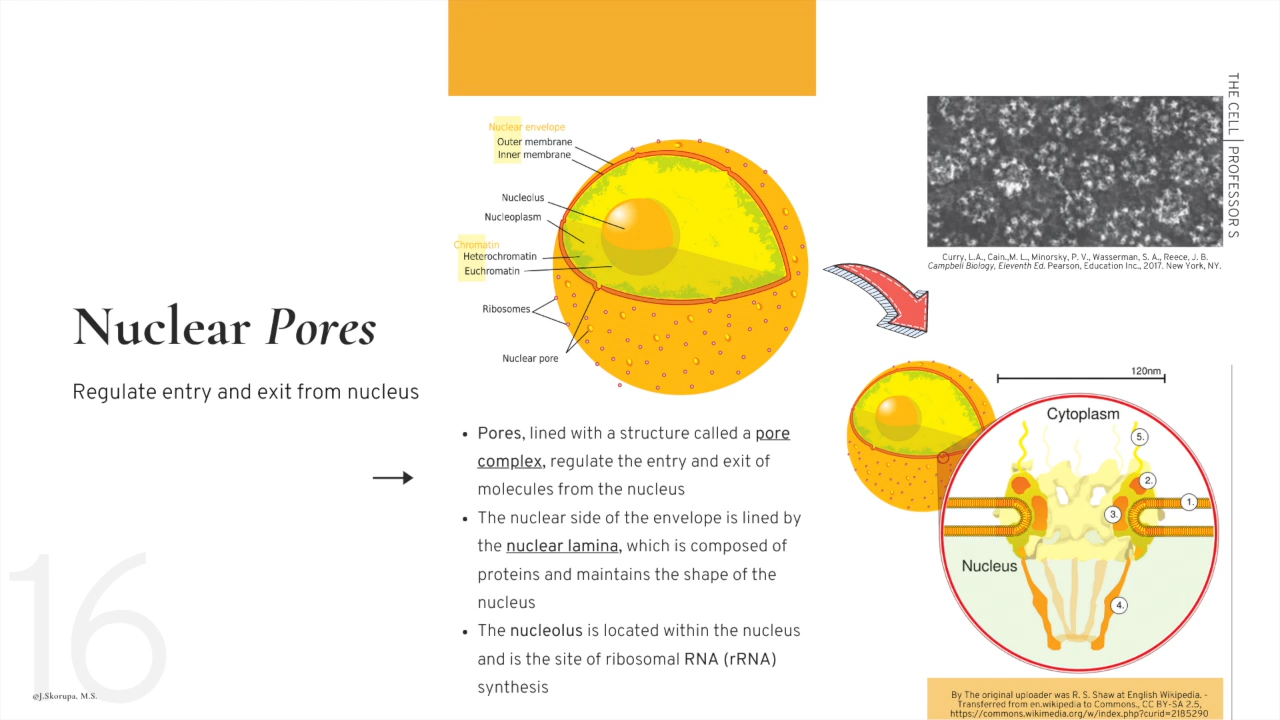 Nuclear Pores
Regulate entry and exit from nucleus
16
@J.Skorupa, M.S.
Nuclear envelope
Outer membrane
Inner membrane
Nucleolus
Nucleoplasm
Chromatin
Heterochromatin
Euchromatin
Ribosomes
Nuclear pore
• Pores, lined with a structure called a pore
complex, regulate the entry and exit of
molecules from the nucleus
• The nuclear side of the envelope is lined by
the nuclear lamina, which is composed of
proteins and maintains the shape of the
nucleus
• The nucleolus is located within the nucleus
and is the site of ribosomal RNA (rRNA)
synthesis
THE CELL | PROFESSOR S
Curry, L.A., Cain.,M. L., Minorsky, P. V., Wasserman, S. A., Reece, J. B.
Campbell Biology, Eleventh Ed. Pearson, Education Inc., 2017. New York, NY.
120nm
Cytoplasm
5.
2.
1.
3.
Nucleus
4.
By The original uploader was R. S. Shaw at English Wikipedia. -
Transferred from en.wikipedia to Commons., CC BY-SA 2.5,
https://commons.wikimedia.org/w/index.php?curid=2185290